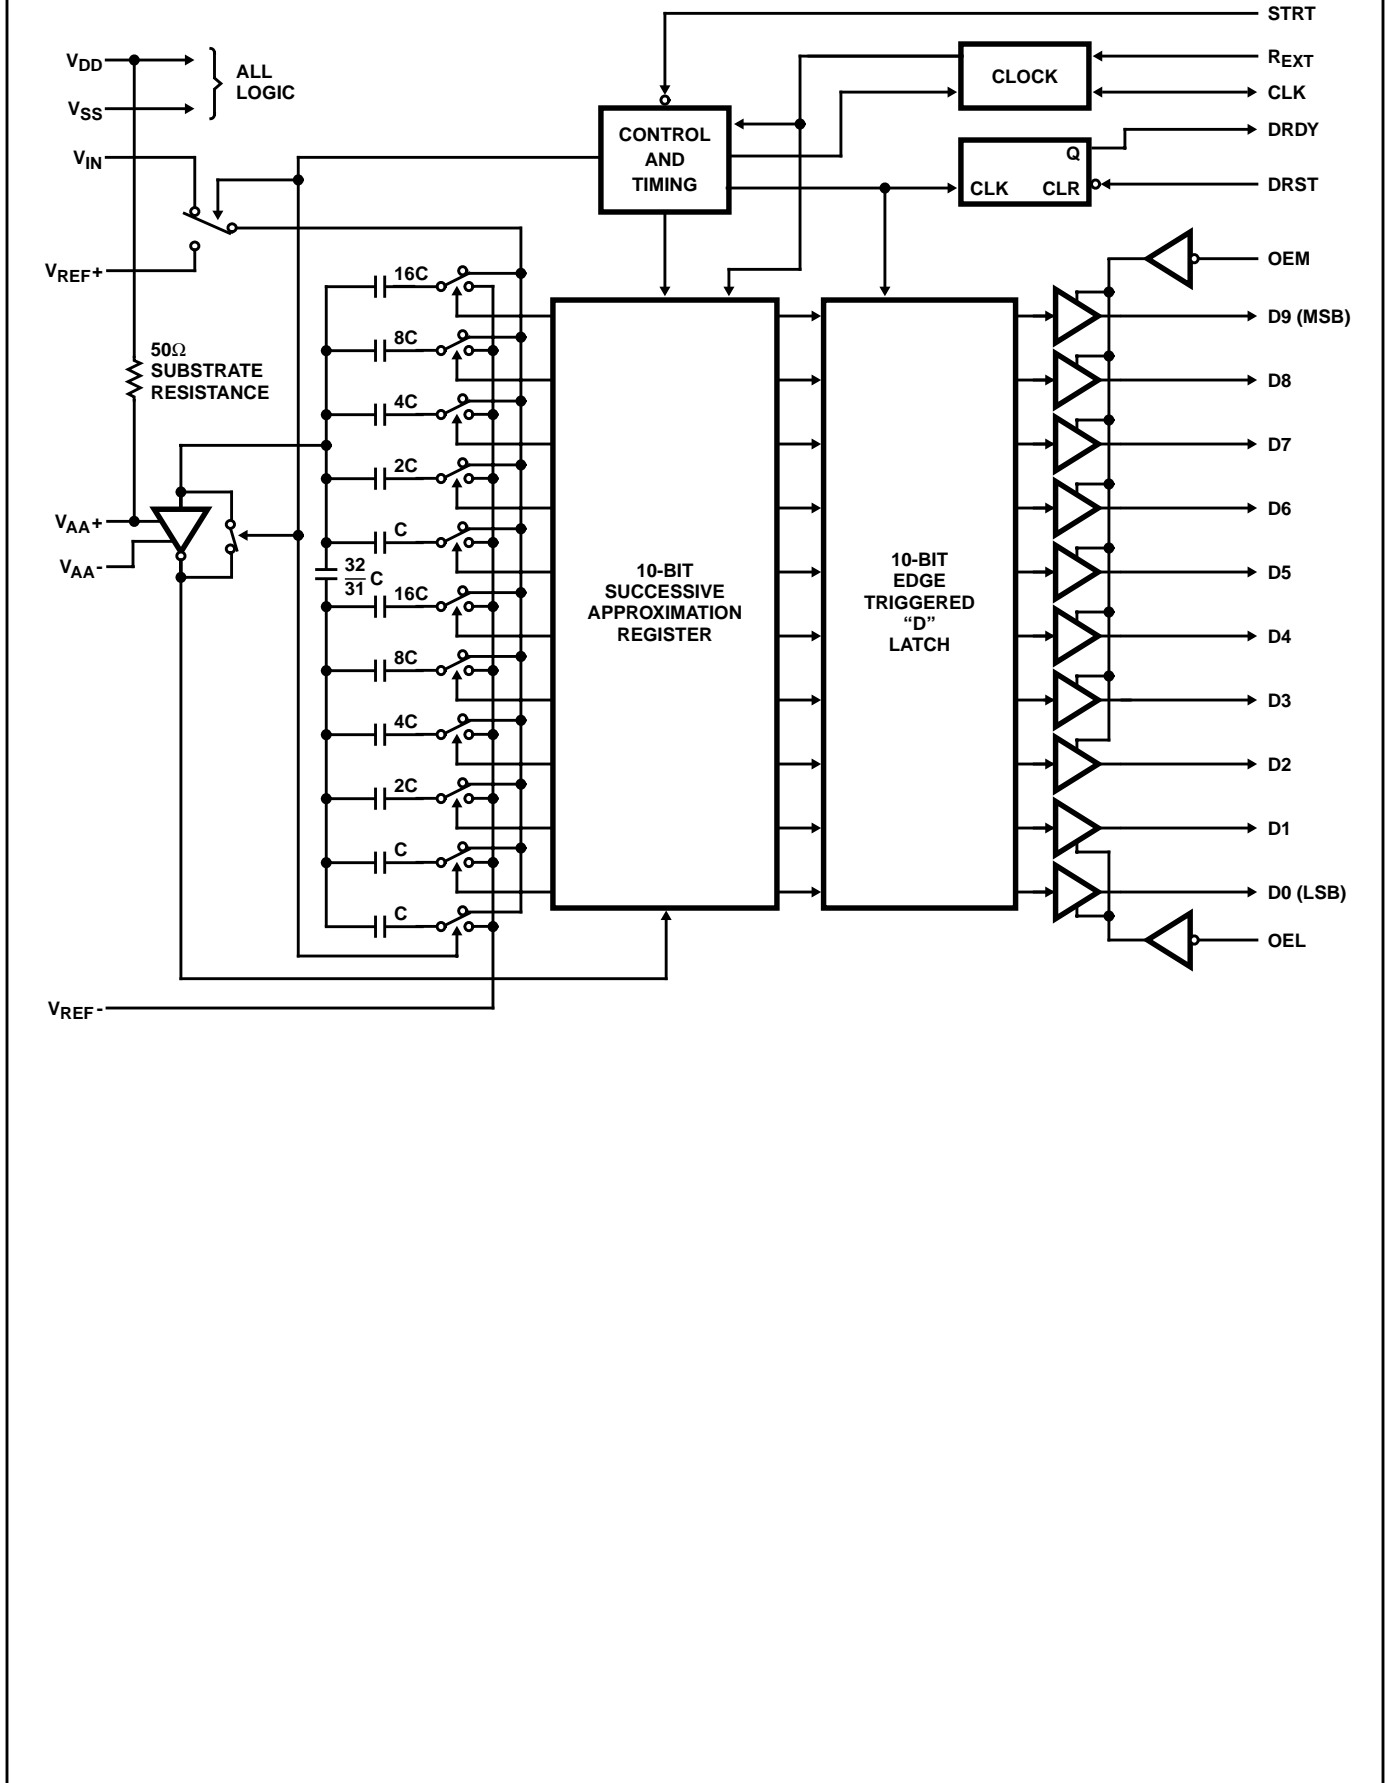 STRT
VDD
ALL
LOGIC
VSS
VIN
VREF+
CLOCK
REXT
CLK
CONTROL
AND
TIMING
Q
CLK CLR
DRDY
DRST
OEM
50Ω
SUBSTRATE
RESISTANCE
VAA+
VAA-
16C
8C
4C
2C
C
32
31
C
16C
8C
4C
2C
C
C
10-BIT
SUCCESSIVE
APPROXIMATION
REGISTER
10-BIT
EDGE
TRIGGERED
“D”
LATCH
D9 (MSB)
D8
D7
D6
D5
D4
D3
D2
D1
D0 (LSB)
OEL
VREF-